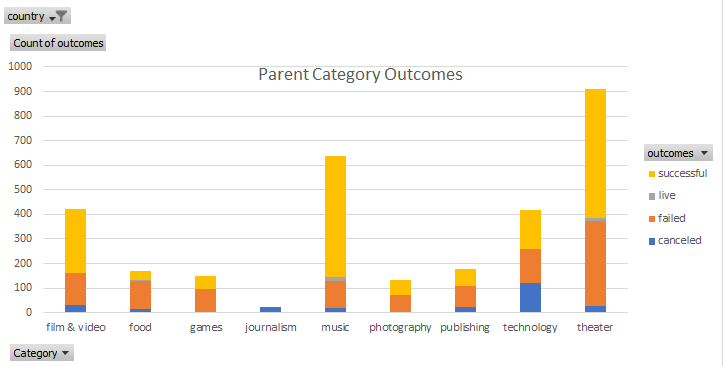 country
Count of outcomes
Parent Category Outcomes
1000
900
800
700
600
500
400
300
200
100
0
film & video food games journalism music photography publishing technology theater
outcomes
successful
live
failed
canceled
Category